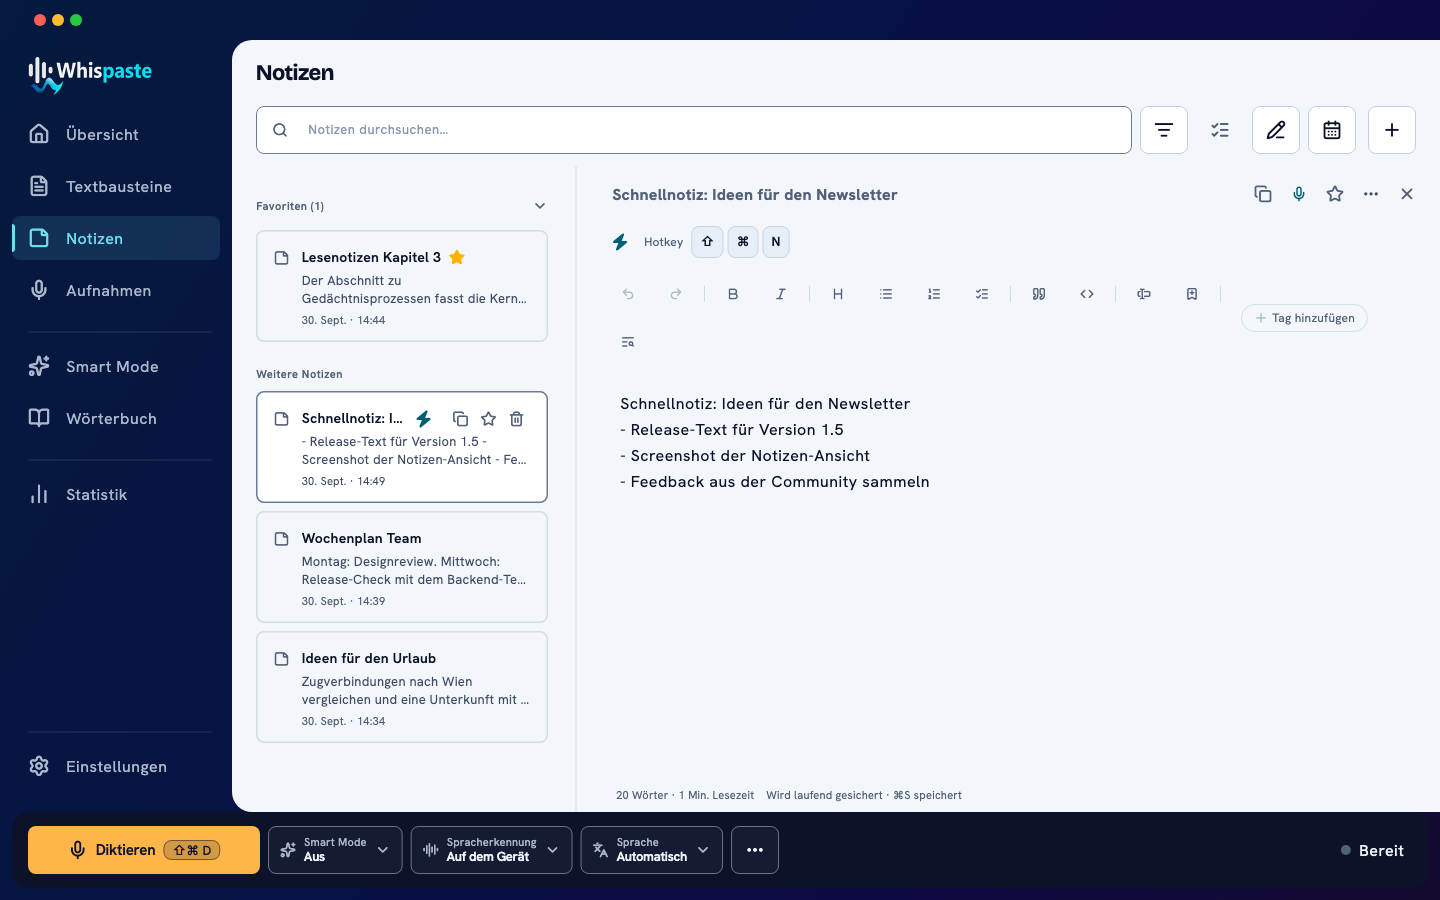 Whispaste
Übersicht
Textbausteine
Notizen
Aufnahmen
Smart Mode
Wörterbuch
Statistik
Einstellungen
Notizen
Notizen durchsuchen...
Favoriten (1)
Lesenotizen Kapitel 3
Der Abschnitt zu
Gedächtnisprozessen fasst die Kern...
30. Sept. · 14:44
Weitere Notizen
Schnellnotiz: I...
- Release-Text für Version 1.5 -
Screenshot der Notizen-Ansicht - Fe...
30. Sept. · 14:49
Wochenplan Team
Montag: Designreview. Mittwoch:
Release-Check mit dem Backend-Te...
30. Sept. · 14:39
Ideen für den Urlaub
Zugverbindungen nach Wien
vergleichen und eine Unterkunft mit ...
30. Sept. · 14:34
Schnellnotiz: Ideen für den Newsletter
Hotkey ⇧ ⌘ N
Tag hinzufügen
Schnellnotiz: Ideen für den Newsletter
- Release-Text für Version 1.5
- Screenshot der Notizen-Ansicht
- Feedback aus der Community sammeln
20 Wörter · 1 Min. Lesezeit Wird laufend gesichert · ⌘S speichert
Diktieren ⇧⌘ D
Smart Mode
Aus
Spracherkennung
Auf dem Gerät
Sprache
Automatisch
Bereit